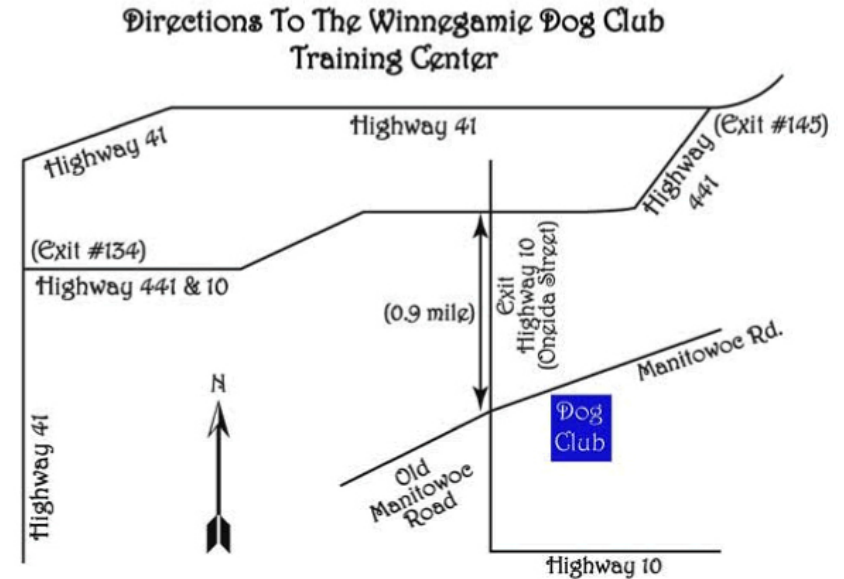 Directions To The Winnegamie Dog Club
Training Center
Highway 41
Highway 41
(Exit #145)
Highway
441
(Exit #134)
Highway 441 & 10
(0.9 mile)
Exit
Highway 10
(Oneida Street)
Manitowoc Rd.
N
Dog
Club
Highway 41
Old
Manitowoc
Road
Highway 10